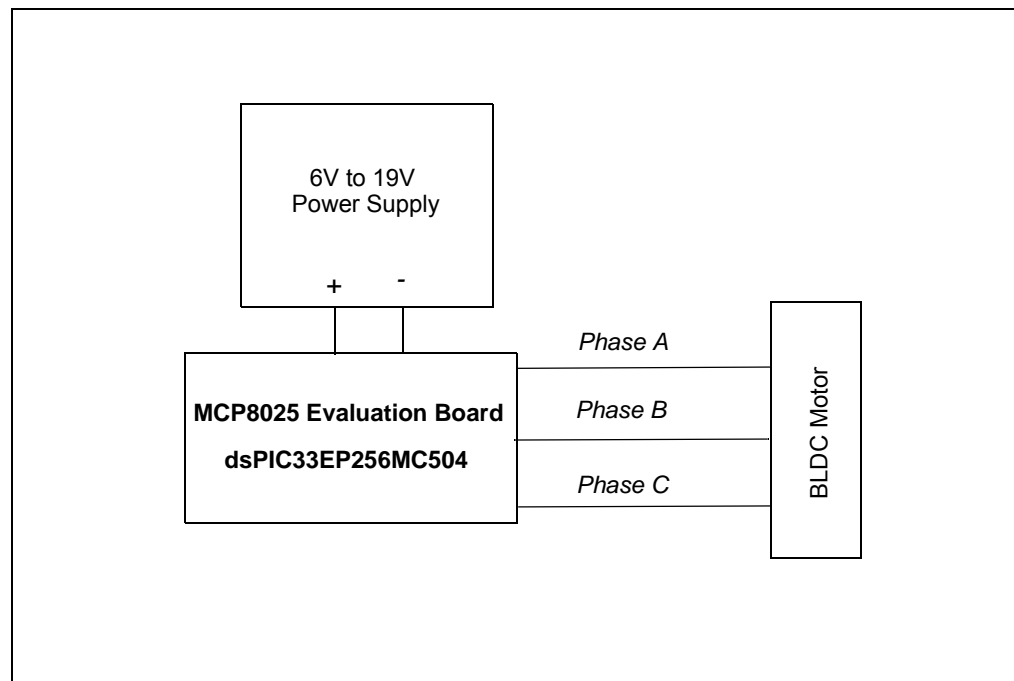 6V to 19V
Power Supply
+ -
MCP8025 Evaluation Board
dsPIC33EP256MC504
Phase A
Phase B
Phase C
BLDC Motor